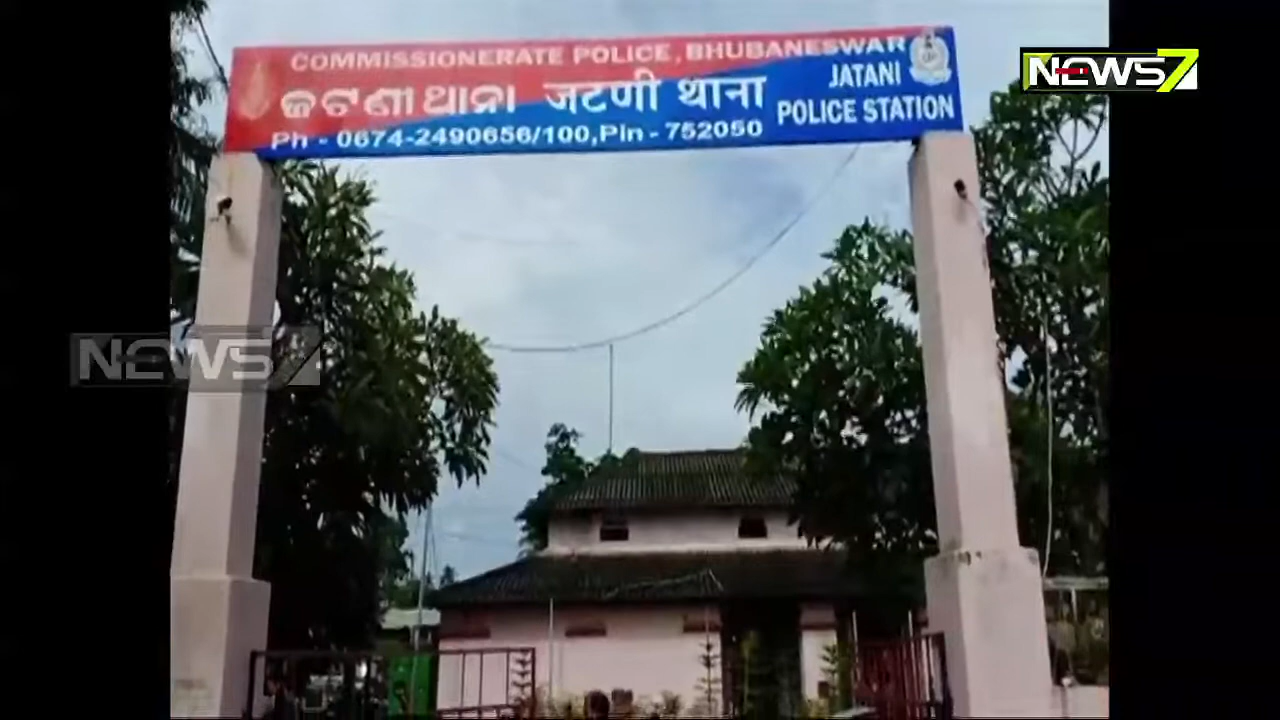 COMMISSIONERATE POLICE, BHUBANESWAR
ଜଟଣୀ ଥାନା जटणी थाना
JATANI
POLICE STATION
Ph - 0674-2490656/100,Pin - 752050
NEWS7
NEWS7